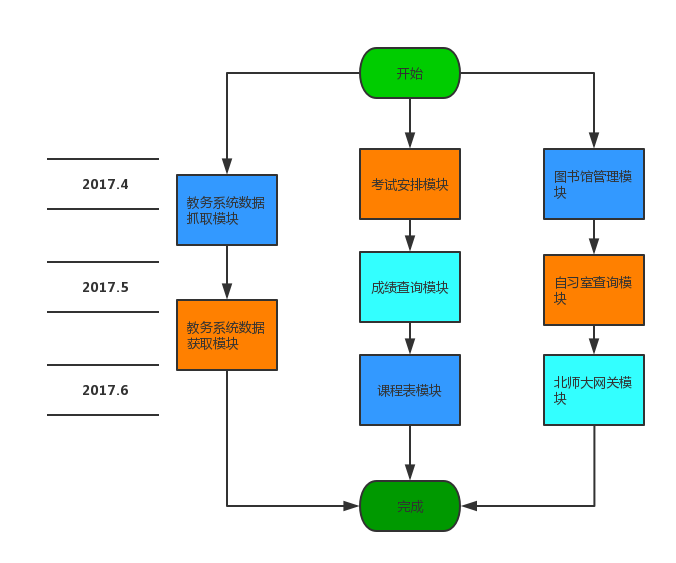 开始
2017.4
教务系统数据
抓取模块
考试安排模块
图书馆管理模
块
2017.5
教务系统数据
获取模块
成绩查询模块
自习室查询模
块
2017.6
课程表模块
北师大网关模
块
完成